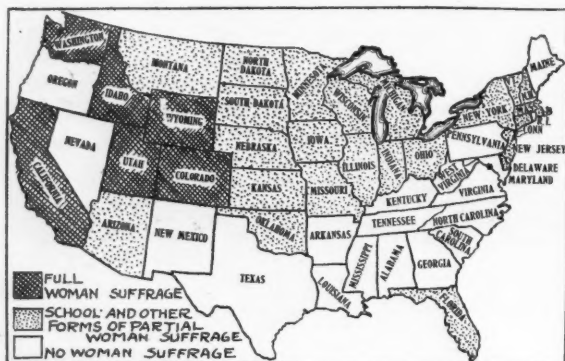 WASHINGTON
MONTANA
NORTH
DAKOTA
MINNESOTA
MAINE
OREGON
IDAHO
WYOMING
SOUTH DAKOTA
WISCONSIN
NEW YORK
N.H.
R.I.
CONN
NEVADA
UTAH
COLORADO
NEBRASKA
IOWA
ILLINOIS
INDIANA
OHIO
PENNSYLVANIA
NEW JERSEY
DELAWARE
MARYLAND
CALIFORNIA
KANSAS
MISSOURI
KENTUCKY
WEST
VIRGINIA
VIRGINIA
ARIZONA
NEW MEXICO
OKLAHOMA
ARKANSAS
TENNESSEE
NORTH CAROLINA
SOUTH
CAROLINA
TEXAS
LOUISIANA
MISSISSIPPI
ALABAMA
GEORGIA
FLORIDA
FULL
WOMAN SUFFRAGE
SCHOOL AND OTHER
FORMS OF PARTIAL
WOMAN SUFFRAGE
NO WOMAN SUFFRAGE